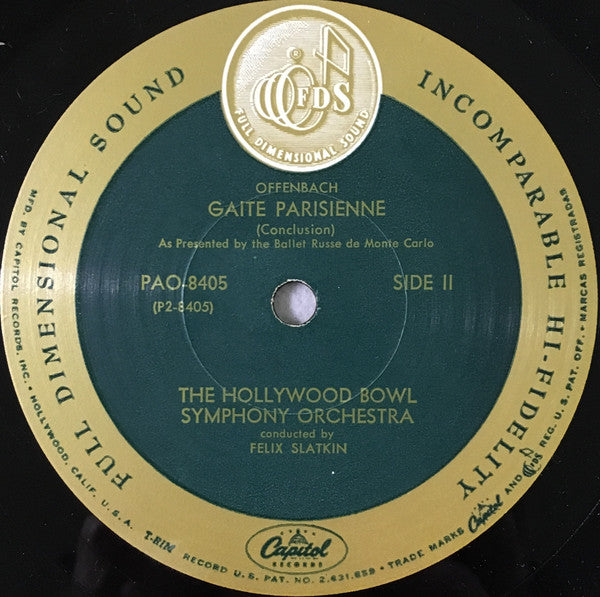 FULL DIMENSIONAL SOUND
INCOMPARABLE HI-FIDELITY
®
FDS
FULL DIMENSIONAL SOUND
OFFENBACH
GAITE PARISIENNE
(Conclusion)
As Presented by the Ballet Russe de Monte Carlo
PAO-8405 SIDE II
(P2-8405)
THE HOLLYWOOD BOWL
SYMPHONY ORCHESTRA
conducted by
FELIX SLATKIN
MFD. BY CAPITOL RECORDS, INC. • HOLLYWOOD, CALIF. U.S.A. T-RIM RECORD U.S. PAT. NO. 2,631,859 • TRADE MARKS Capitol AND FDS REG. U.S. PAT. OFF. • MARCAS REGISTRADAS
Capitol
RECORDS